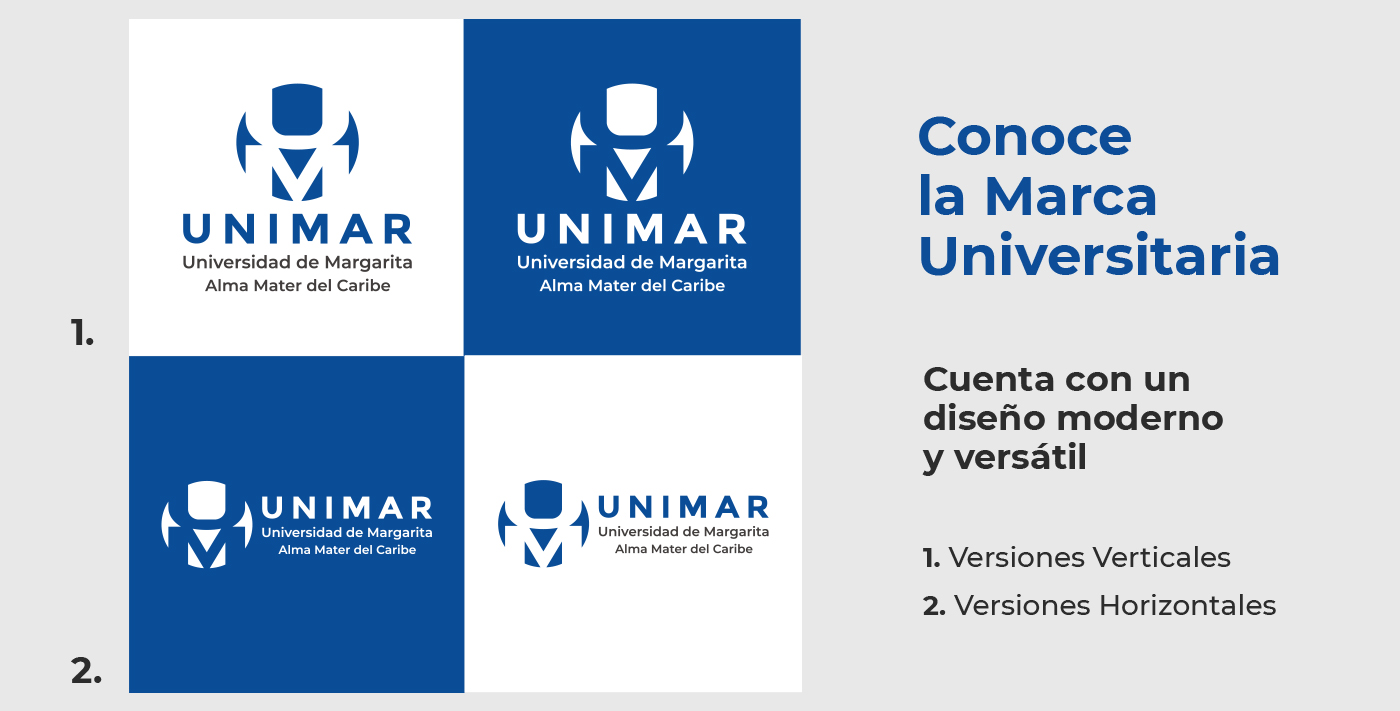 UNIMAR
Universidad de Margarita
Alma Mater del Caribe
UNIMAR
Universidad de Margarita
Alma Mater del Caribe
1.
UNIMAR
Universidad de Margarita
Alma Mater del Caribe
UNIMAR
Universidad de Margarita
Alma Mater del Caribe
2.
Conoce
la Marca
Universitaria
Cuenta con un
diseño moderno
y versátil
1. Versiones Verticales
2. Versiones Horizontales